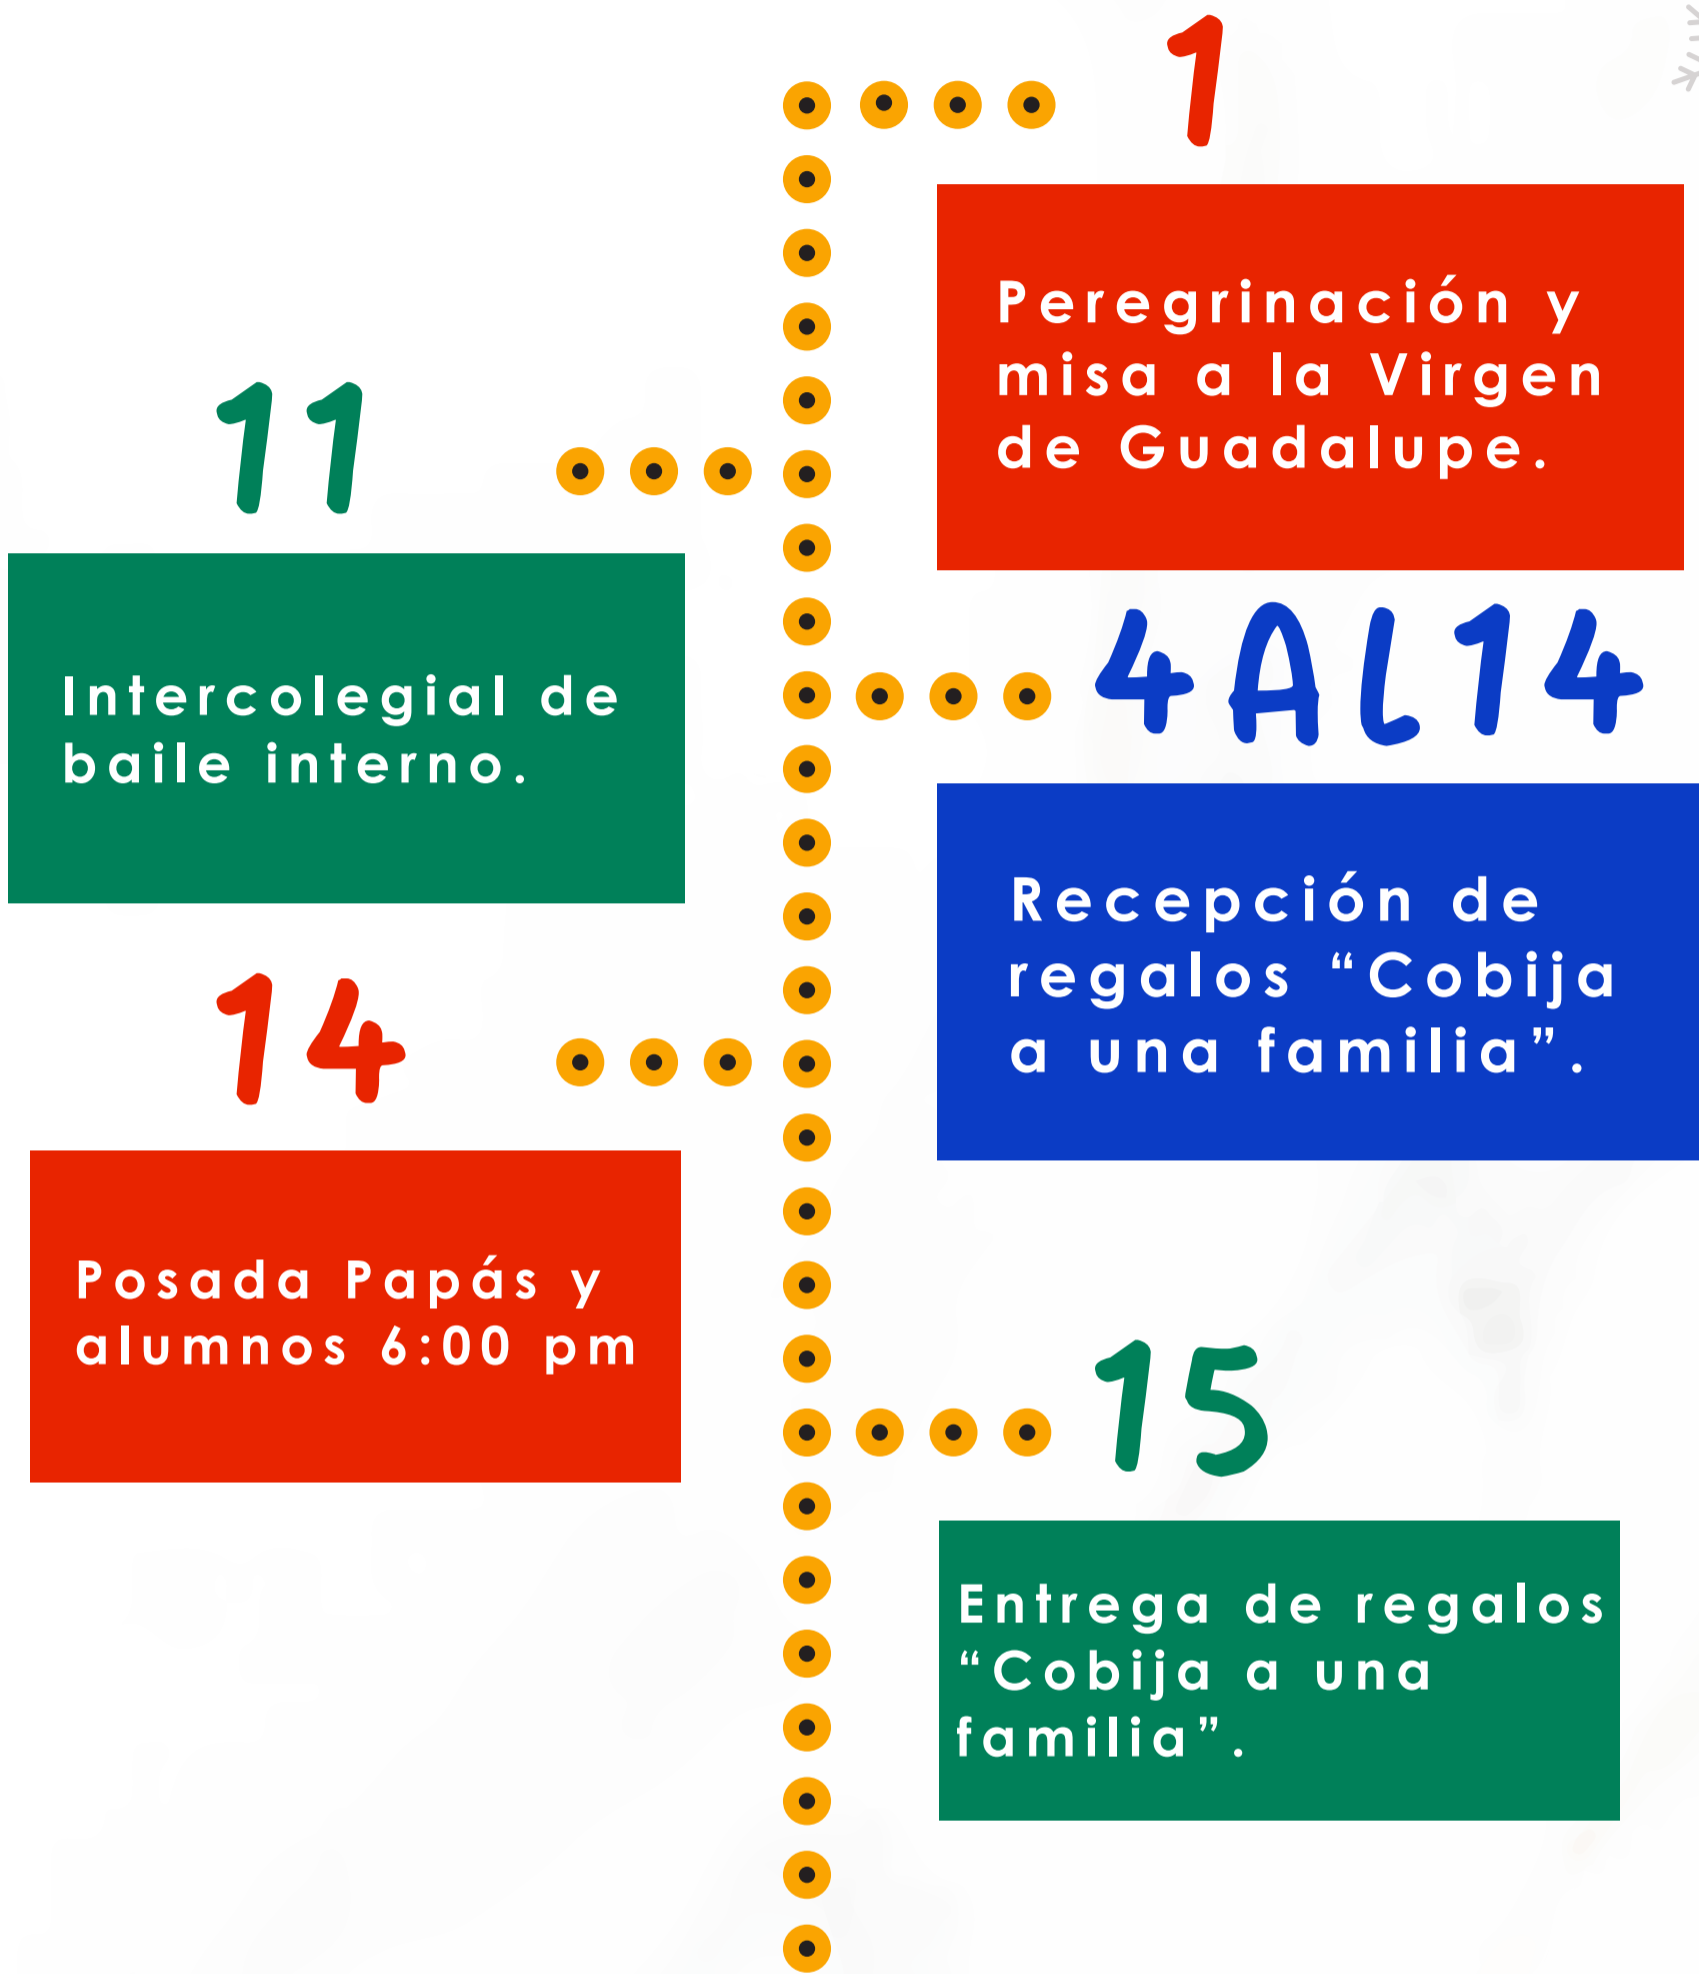 1
Peregrinación y
misa a la Virgen
de Guadalupe.
11
Intercolegial de
baile interno.
4 AL 14
Recepción de
regalos “Cobija
a una familia”.
14
Posada Papás y
alumnos 6:00 pm
15
Entrega de regalos
“Cobija a una
familia”.